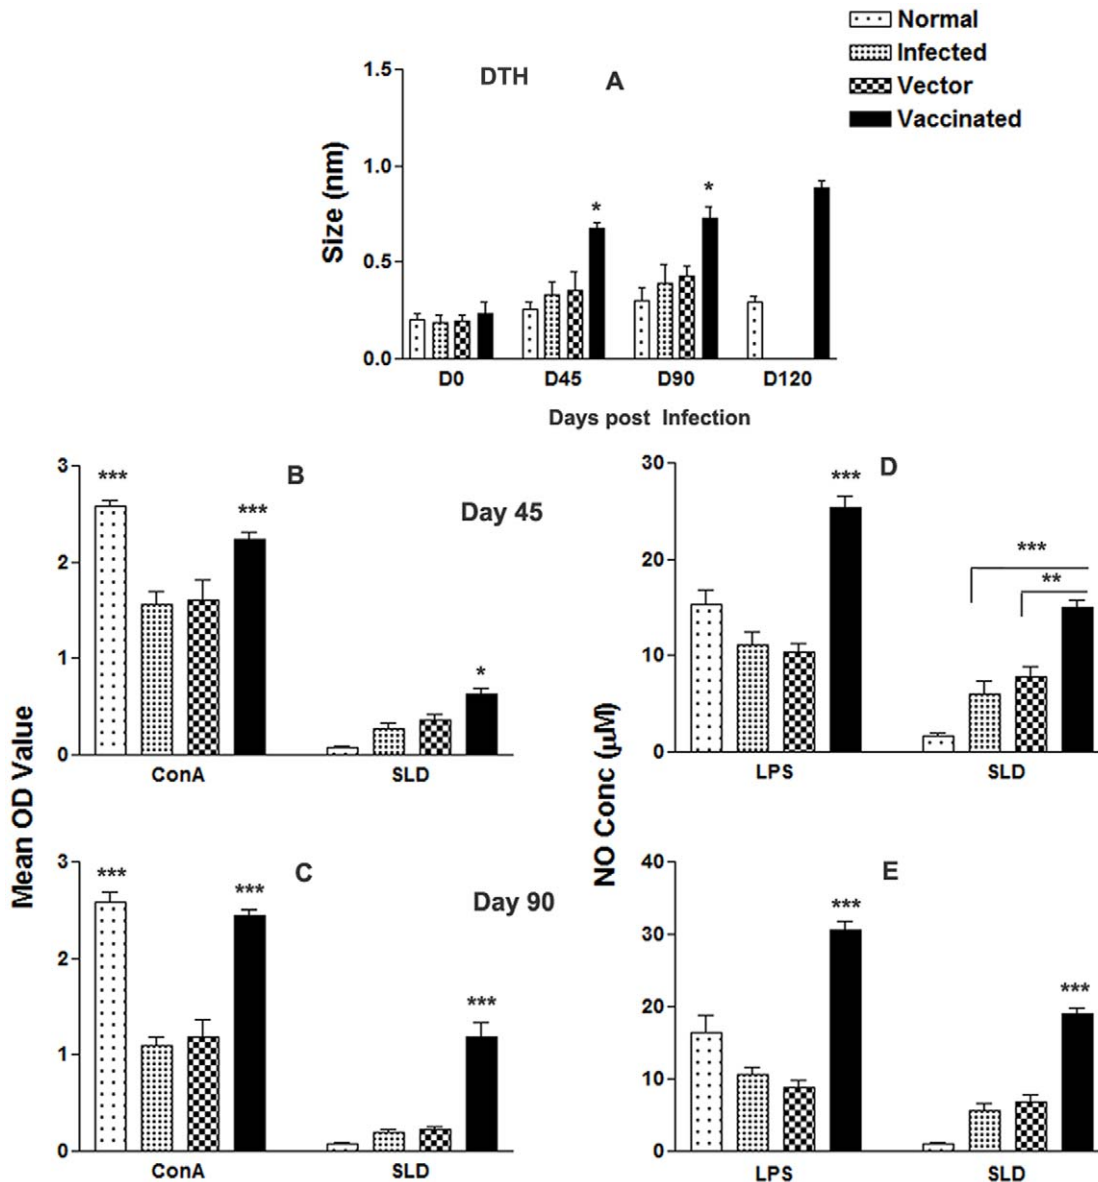 Normal
Infected
Vector
Vaccinated
DTH A
Size (nm)
1.5
1.0
0.5
0.0
* *
D0 D45 D90 D120
Days post Infection
Mean OD Value
B
Day 45
3
2
1
0
*** *** *
ConA SLD
NO Conc (µM)
D
30
20
10
0
*** *** **
LPS SLD
C
Day 90
3
2
1
0
*** *** ***
ConA SLD
E
40
30
20
10
0
*** ***
LPS SLD